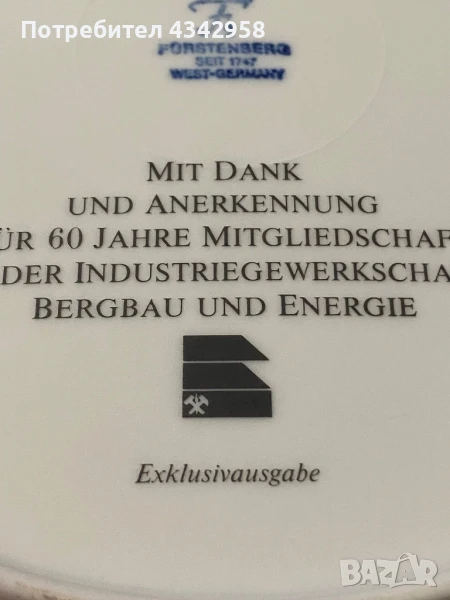 Потребител 4342958
FÜRSTENBERG
SEIT 1747
WEST-GERMANY
MIT DANK
UND ANERKENNUNG
ÜR 60 JAHRE MITGLIEDSCHAF
DER INDUSTRIEGEWERKSCHA
BERGBAU UND ENERGIE
Exklusivausgabe
BAZAR